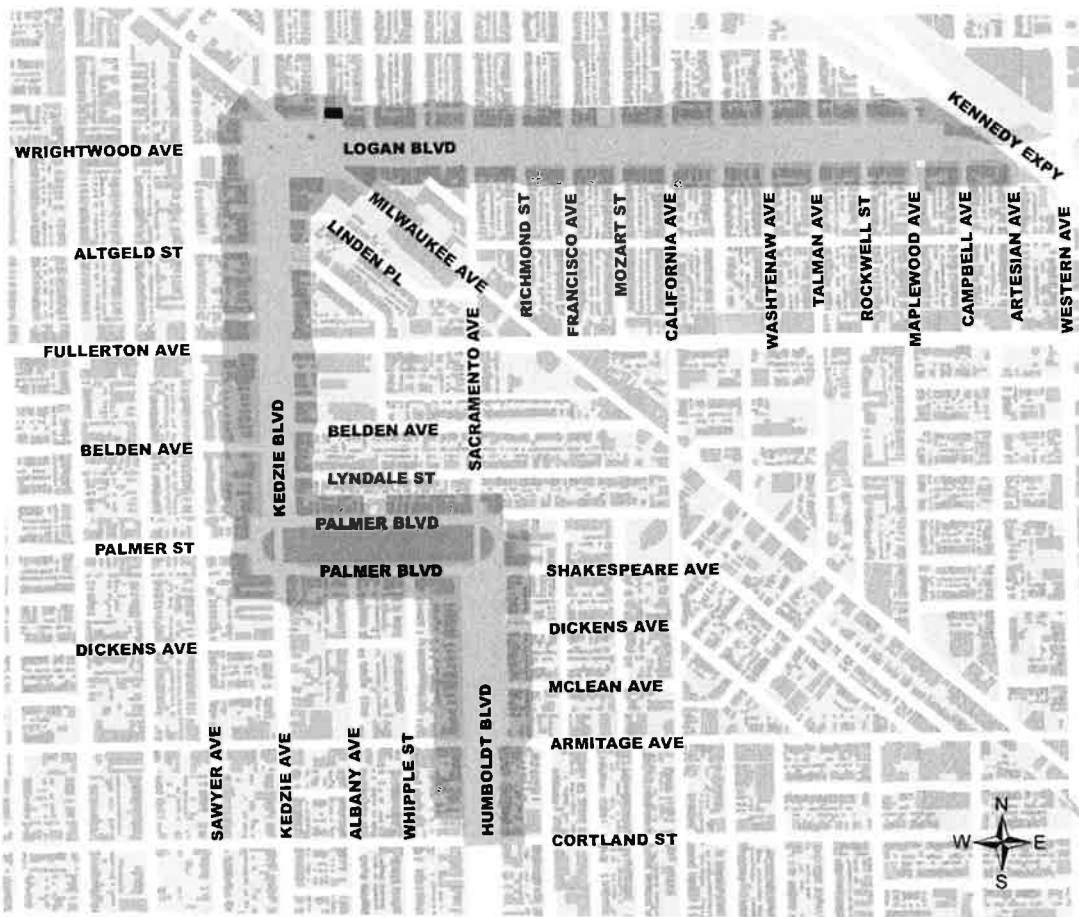 KENNEDY EXPY
WRIGHTWOOD AVE
LOGAN BLVD
MILWAUKEE AVE
LINDEN PL
ALTGELD ST
RICHMOND ST
FRANCISCO AVE
MOZART ST
CALIFORNIA AVE
WASHTENAW AVE
TALMAN AVE
ROCKWELL ST
MAPLEWOOD AVE
CAMPBELL AVE
ARTESIAN AVE
WESTERN AVE
FULLERTON AVE
SACRAMENTO AVE
KEDZIE BLVD
BELDEN AVE
BELDEN AVE
LYNDALE ST
PALMER BLVD
PALMER ST
PALMER BLVD
SHAKESPEARE AVE
DICKENS AVE
DICKENS AVE
MCLEAN AVE
HUMBOLDT BLVD
ARMITAGE AVE
SAWYER AVE
KEDZIE AVE
ALBANY AVE
WHIPPLE ST
CORTLAND ST
N
W E
S